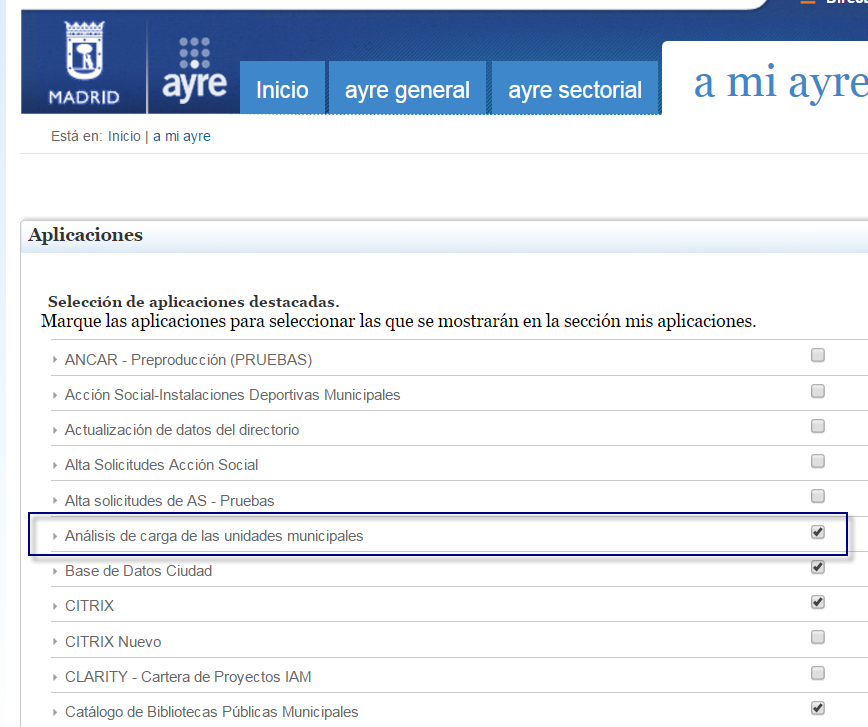 MADRID
ayre
Inicio
ayre general
ayre sectorial
a mi ayre
Está en: Inicio | a mi ayre
Aplicaciones
Selección de aplicaciones destacadas.
Marque las aplicaciones para seleccionar las que se mostrarán en la sección mis aplicaciones.
ANCAR - Preproducción (PRUEBAS)
Acción Social-Instalaciones Deportivas Municipales
Actualización de datos del directorio
Alta Solicitudes Acción Social
Alta solicitudes de AS - Pruebas
Análisis de carga de las unidades municipales
Base de Datos Ciudad
CITRIX
CITRIX Nuevo
CLARITY - Cartera de Proyectos IAM
Catálogo de Bibliotecas Públicas Municipales